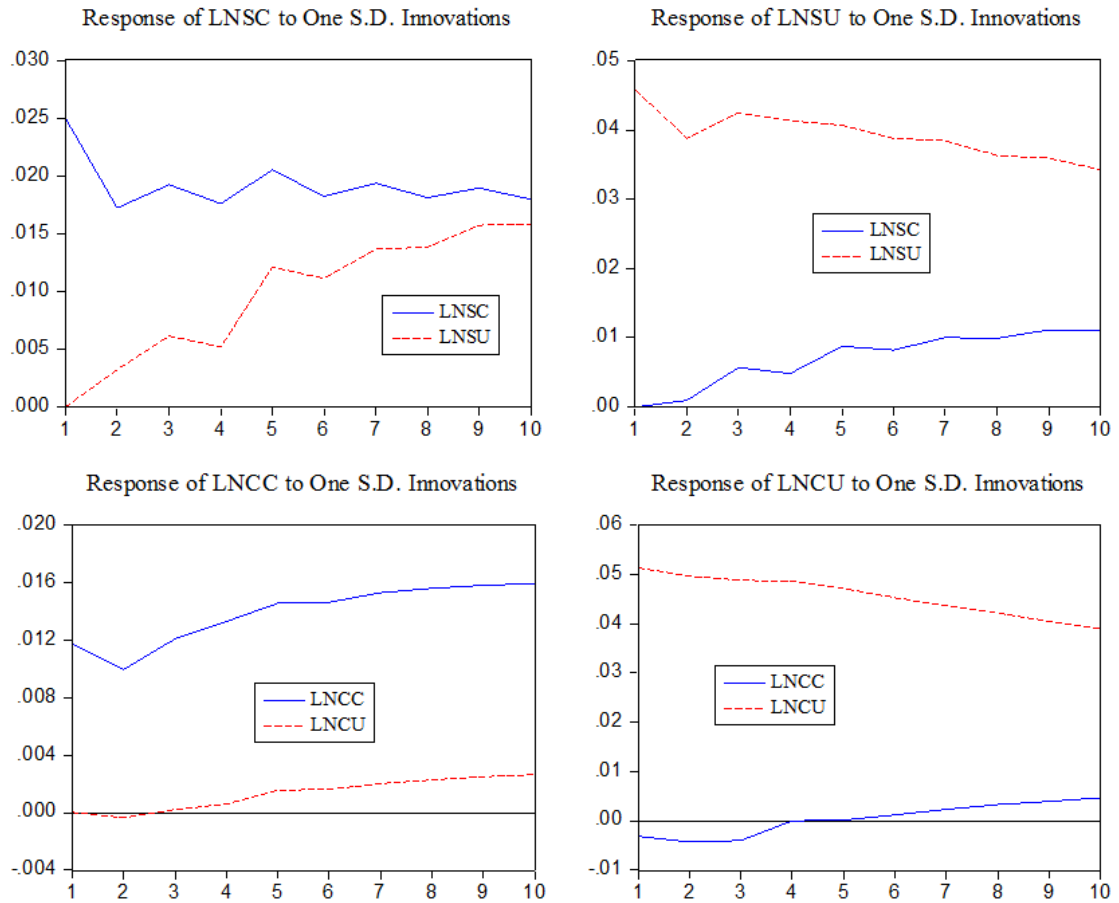 Response of LNSC to One S.D. Innovations
.030
.025
.020
.015
.010
.005
.000
LNSC
LNSU
1 2 3 4 5 6 7 8 9 10
Response of LNSU to One S.D. Innovations
.05
.04
.03
.02
.01
.00
LNSC
LNSU
1 2 3 4 5 6 7 8 9 10
Response of LNCC to One S.D. Innovations
.020
.016
.012
.008
.004
.000
-.004
LNCC
LNCU
1 2 3 4 5 6 7 8 9 10
Response of LNCU to One S.D. Innovations
.06
.05
.04
.03
.02
.01
.00
-.01
LNCC
LNCU
1 2 3 4 5 6 7 8 9 10